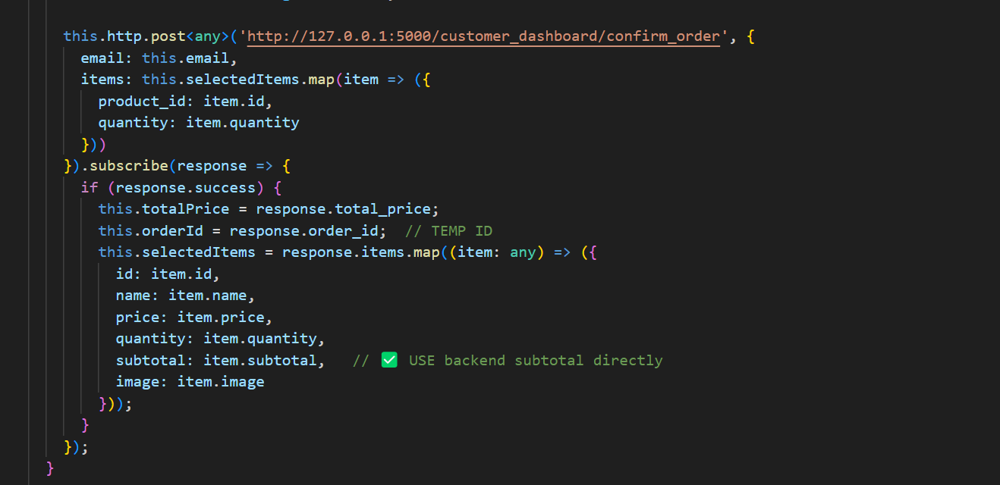 this.http.post<any>('http://127.0.0.1:5000/customer_dashboard/confirm_order', {
email: this.email,
items: this.selectedItems.map(item => ({
product_id: item.id,
quantity: item.quantity
}))
}).subscribe(response => {
if (response.success) {
this.totalPrice = response.total_price;
this.orderId = response.order_id;  // TEMP ID
this.selectedItems = response.items.map((item: any) => ({
id: item.id,
name: item.name,
price: item.price,
quantity: item.quantity,
subtotal: item.subtotal,   // ✅ USE backend subtotal directly
image: item.image
}));
}
});
}